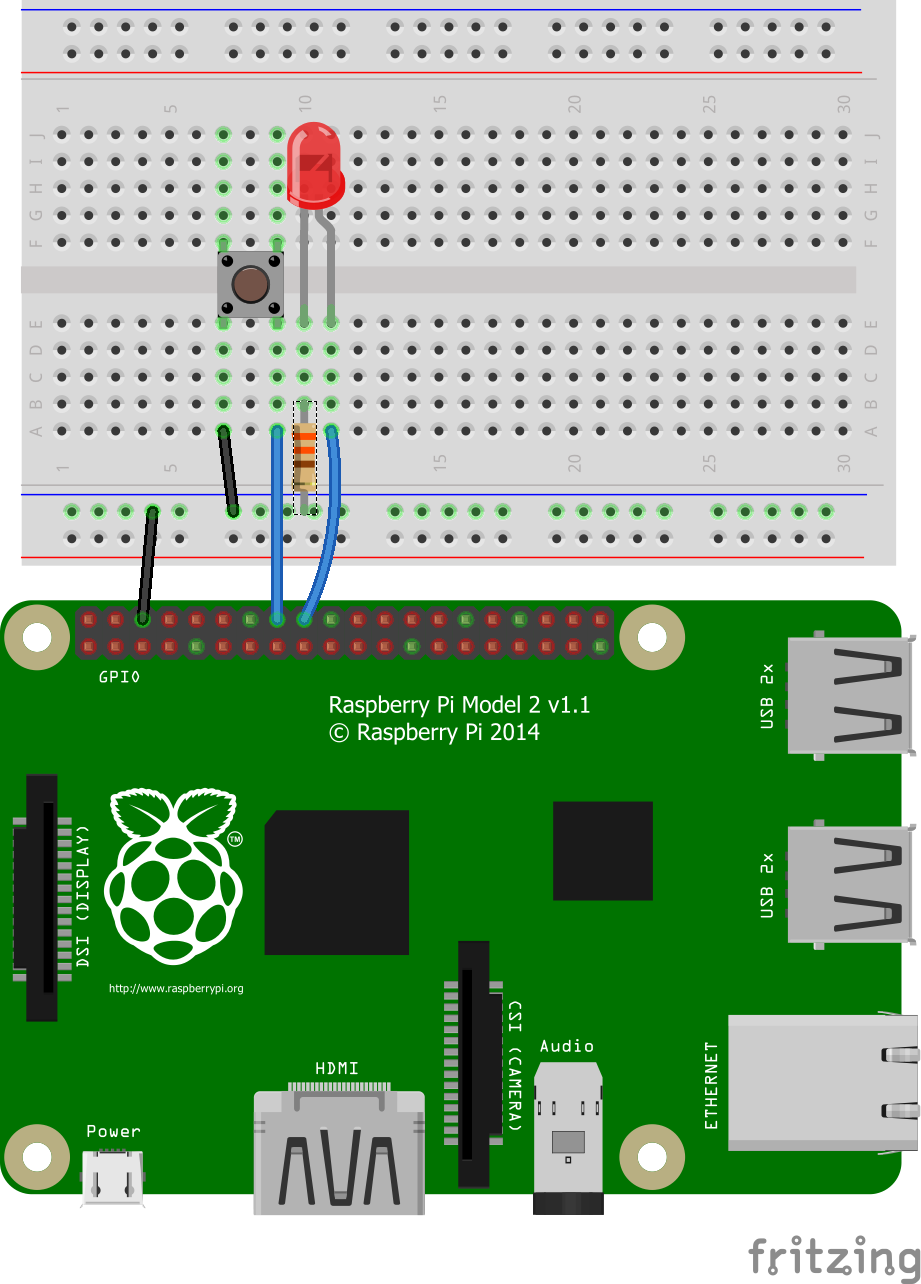 1 5 10 15 20 25 30
J J
I I
H H
G G
F F
E E
D D
C C
B B
A A
1 5 15 20 25 30
GPIO
Raspberry Pi Model 2 v1.1
© Raspberry Pi 2014
USB 2x
DSI (DISPLAY)
TM
USB 2x
http://www.raspberrypi.org
CSI (CAMERA)
Audio
ETHERNET
HDMI
Power
fritzing